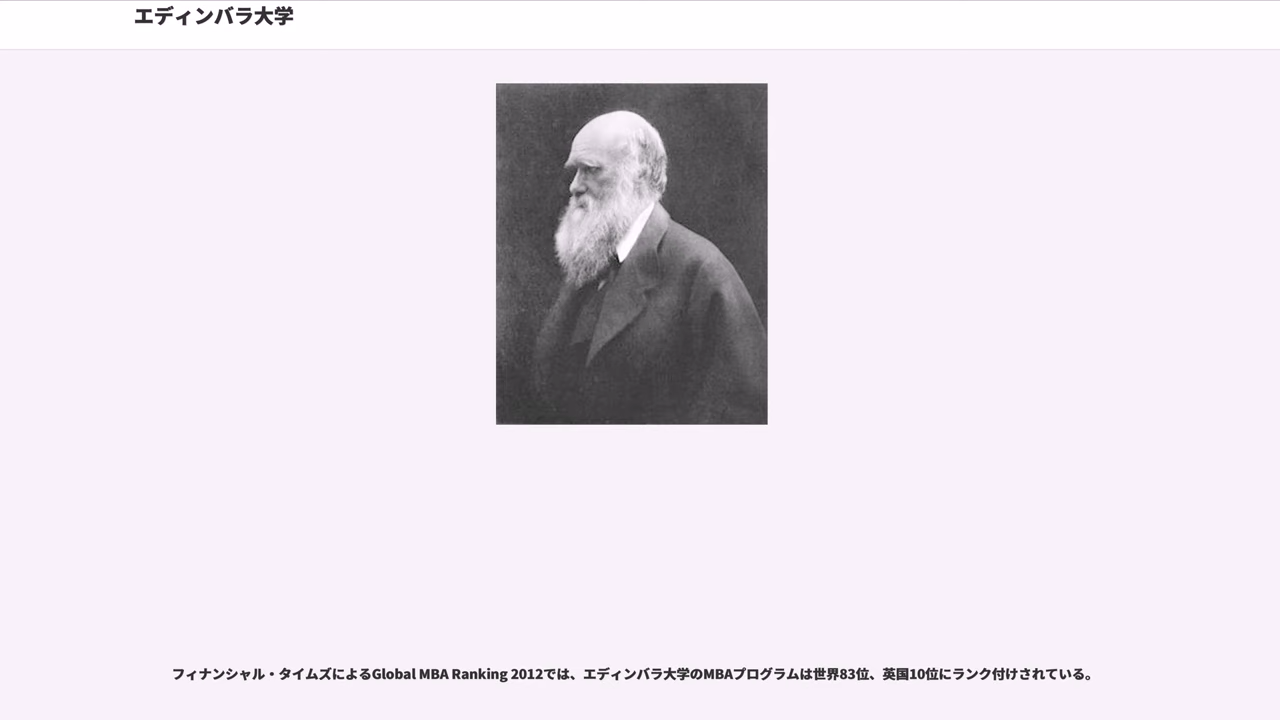 エディンバラ大学
フィナンシャル・タイムズによるGlobal MBA Ranking 2012では、エディンバラ大学のMBAプログラムは世界83位、英国10位にランク付けされている。